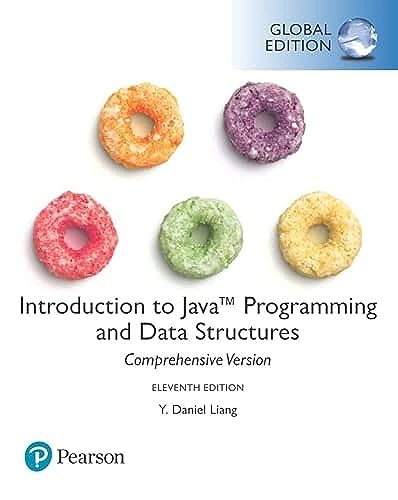 GLOBAL
EDITION
Introduction to Java™ Programming
and Data Structures
Comprehensive Version
ELEVENTH EDITION
Y. Daniel Liang
Pearson